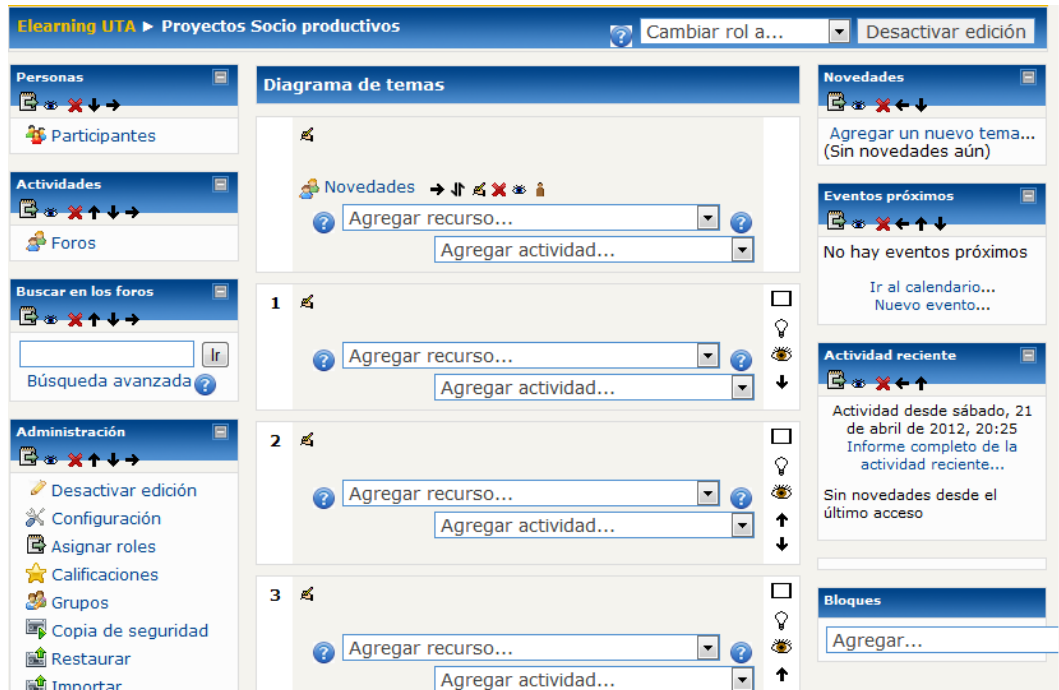 Elearning UTA ► Proyectos Socio productivos
Cambiar rol a...
Desactivar edición
Personas
Participantes
Actividades
Foros
Buscar en los foros
Ir
Búsqueda avanzada
Administración
Desactivar edición
Configuración
Asignar roles
Calificaciones
Grupos
Copia de seguridad
Restaurar
Importar
Diagrama de temas
Novedades
Agregar recurso...
Agregar actividad...
1
Agregar recurso...
Agregar actividad...
2
Agregar recurso...
Agregar actividad...
3
Agregar recurso...
Agregar actividad...
Novedades
Agregar un nuevo tema...
(Sin novedades aún)
Eventos próximos
No hay eventos próximos
Ir al calendario...
Nuevo evento...
Actividad reciente
Actividad desde sábado, 21
de abril de 2012, 20:25
Informe completo de la
actividad reciente...
Sin novedades desde el
último acceso
Bloques
Agregar...